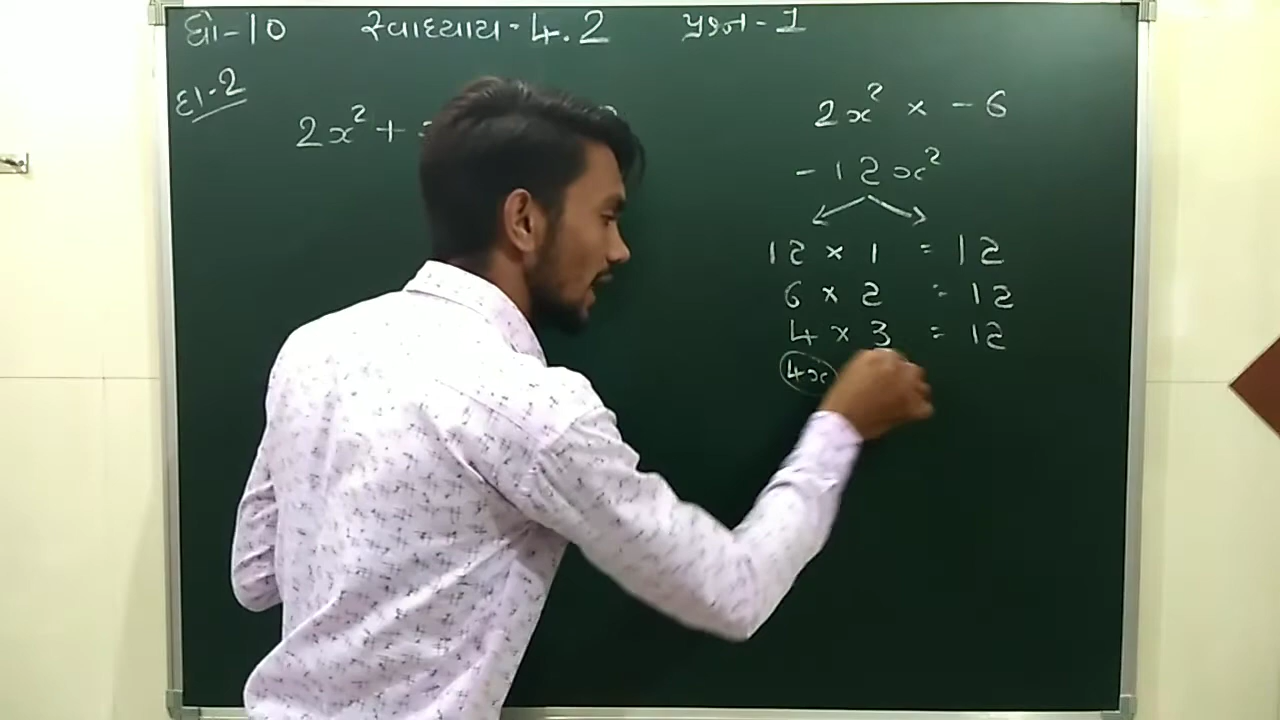 ધો-10 સ્વાધ્યાય-4.2 પ્રશ્ન-1
દા-2
2x² +
2x² × -6
-12x²
12 × 1 = 12
6 × 2 = 12
4 × 3 = 12
4x